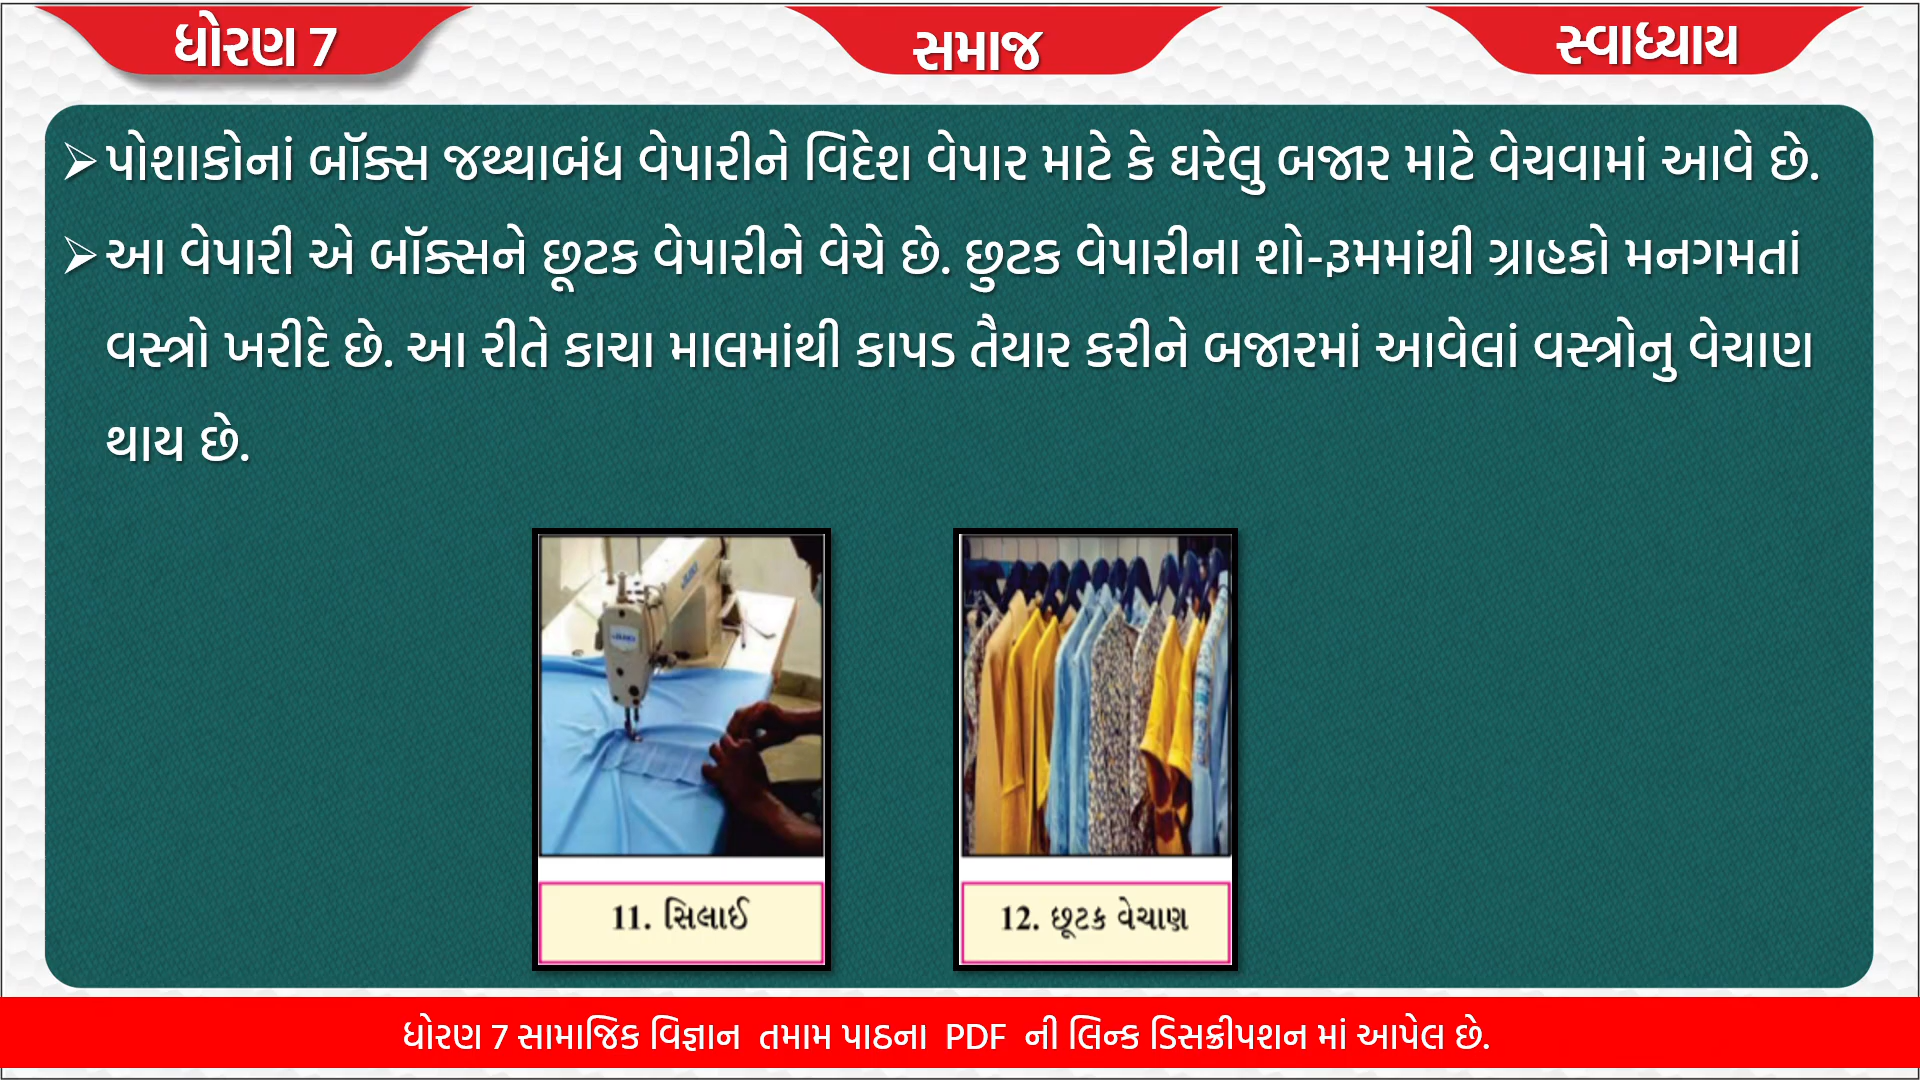 ધોરણ 7
સમાજ
સ્વાધ્યાય
➢પોશાકોનાં બૉક્સ જથ્થાબંધ વેપારીને વિદેશ વેપાર માટે કે ઘરેલુ બજાર માટે વેચવામાં આવે છે.
➢આ વેપારી એ બૉક્સને છૂટક વેપારીને વેચે છે. છુટક વેપારીના શો-રૂમમાંથી ગ્રાહકો મનગમતાં
વસ્ત્રો ખરીદે છે. આ રીતે કાચા માલમાંથી કાપડ તૈયાર કરીને બજારમાં આવેલાં વસ્ત્રોનુ વેચાણ
થાય છે.
11. સિલાઈ
12. છૂટક વેચાણ
ધોરણ 7 સામાજિક વિજ્ઞાન તમામ પાઠના PDF ની લિન્ક ડિસક્રીપશન માં આપેલ છે.